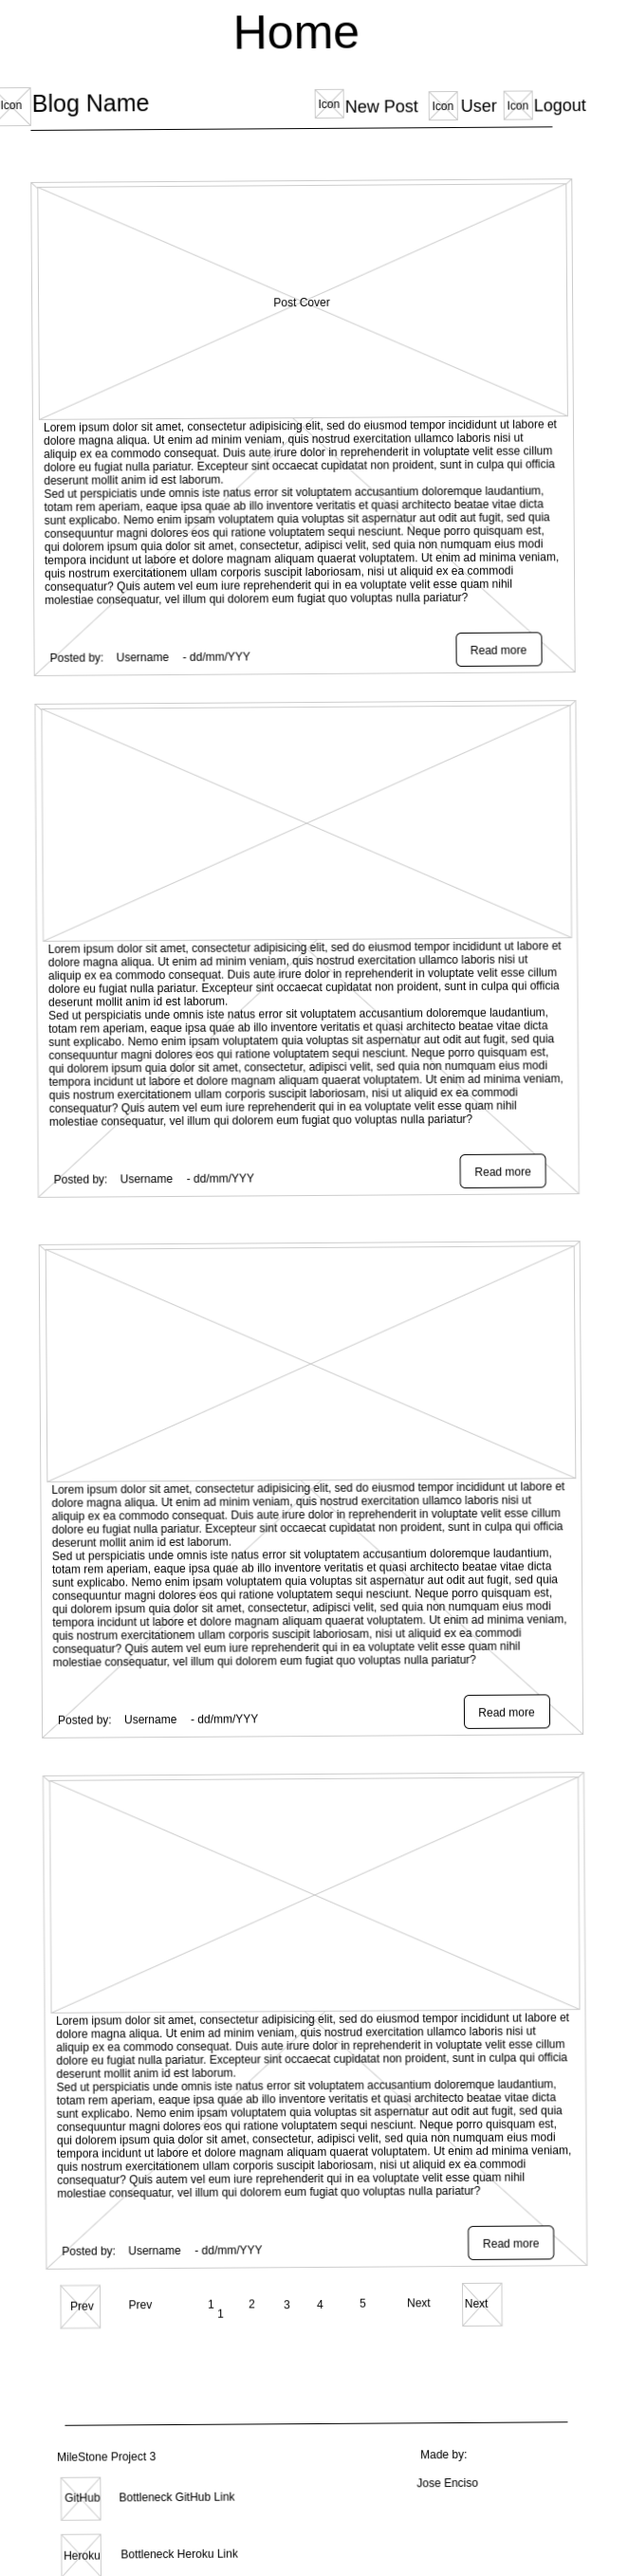 Home
Icon Blog Name Icon New Post Icon User Icon Logout
Post Cover
Lorem ipsum dolor sit amet, consectetur adipisicing elit, sed do eiusmod tempor incididunt ut labore et
dolore magna aliqua. Ut enim ad minim veniam, quis nostrud exercitation ullamco laboris nisi ut
aliquip ex ea commodo consequat. Duis aute irure dolor in reprehenderit in voluptate velit esse cillum
dolore eu fugiat nulla pariatur. Excepteur sint occaecat cupidatat non proident, sunt in culpa qui officia
deserunt mollit anim id est laborum.
Sed ut perspiciatis unde omnis iste natus error sit voluptatem accusantium doloremque laudantium,
totam rem aperiam, eaque ipsa quae ab illo inventore veritatis et quasi architecto beatae vitae dicta
sunt explicabo. Nemo enim ipsam voluptatem quia voluptas sit aspernatur aut odit aut fugit, sed quia
consequuntur magni dolores eos qui ratione voluptatem sequi nesciunt. Neque porro quisquam est,
qui dolorem ipsum quia dolor sit amet, consectetur, adipisci velit, sed quia non numquam eius modi
tempora incidunt ut labore et dolore magnam aliquam quaerat voluptatem. Ut enim ad minima veniam,
quis nostrum exercitationem ullam corporis suscipit laboriosam, nisi ut aliquid ex ea commodi
consequatur? Quis autem vel eum iure reprehenderit qui in ea voluptate velit esse quam nihil
molestiae consequatur, vel illum qui dolorem eum fugiat quo voluptas nulla pariatur?
Posted by: Username - dd/mm/YYY Read more
Lorem ipsum dolor sit amet, consectetur adipisicing elit, sed do eiusmod tempor incididunt ut labore et
dolore magna aliqua. Ut enim ad minim veniam, quis nostrud exercitation ullamco laboris nisi ut
aliquip ex ea commodo consequat. Duis aute irure dolor in reprehenderit in voluptate velit esse cillum
dolore eu fugiat nulla pariatur. Excepteur sint occaecat cupidatat non proident, sunt in culpa qui officia
deserunt mollit anim id est laborum.
Sed ut perspiciatis unde omnis iste natus error sit voluptatem accusantium doloremque laudantium,
totam rem aperiam, eaque ipsa quae ab illo inventore veritatis et quasi architecto beatae vitae dicta
sunt explicabo. Nemo enim ipsam voluptatem quia voluptas sit aspernatur aut odit aut fugit, sed quia
consequuntur magni dolores eos qui ratione voluptatem sequi nesciunt. Neque porro quisquam est,
qui dolorem ipsum quia dolor sit amet, consectetur, adipisci velit, sed quia non numquam eius modi
tempora incidunt ut labore et dolore magnam aliquam quaerat voluptatem. Ut enim ad minima veniam,
quis nostrum exercitationem ullam corporis suscipit laboriosam, nisi ut aliquid ex ea commodi
consequatur? Quis autem vel eum iure reprehenderit qui in ea voluptate velit esse quam nihil
molestiae consequatur, vel illum qui dolorem eum fugiat quo voluptas nulla pariatur?
Posted by: Username - dd/mm/YYY Read more
Lorem ipsum dolor sit amet, consectetur adipisicing elit, sed do eiusmod tempor incididunt ut labore et
dolore magna aliqua. Ut enim ad minim veniam, quis nostrud exercitation ullamco laboris nisi ut
aliquip ex ea commodo consequat. Duis aute irure dolor in reprehenderit in voluptate velit esse cillum
dolore eu fugiat nulla pariatur. Excepteur sint occaecat cupidatat non proident, sunt in culpa qui officia
deserunt mollit anim id est laborum.
Sed ut perspiciatis unde omnis iste natus error sit voluptatem accusantium doloremque laudantium,
totam rem aperiam, eaque ipsa quae ab illo inventore veritatis et quasi architecto beatae vitae dicta
sunt explicabo. Nemo enim ipsam voluptatem quia voluptas sit aspernatur aut odit aut fugit, sed quia
consequuntur magni dolores eos qui ratione voluptatem sequi nesciunt. Neque porro quisquam est,
qui dolorem ipsum quia dolor sit amet, consectetur, adipisci velit, sed quia non numquam eius modi
tempora incidunt ut labore et dolore magnam aliquam quaerat voluptatem. Ut enim ad minima veniam,
quis nostrum exercitationem ullam corporis suscipit laboriosam, nisi ut aliquid ex ea commodi
consequatur? Quis autem vel eum iure reprehenderit qui in ea voluptate velit esse quam nihil
molestiae consequatur, vel illum qui dolorem eum fugiat quo voluptas nulla pariatur?
Posted by: Username - dd/mm/YYY Read more
Lorem ipsum dolor sit amet, consectetur adipisicing elit, sed do eiusmod tempor incididunt ut labore et
dolore magna aliqua. Ut enim ad minim veniam, quis nostrud exercitation ullamco laboris nisi ut
aliquip ex ea commodo consequat. Duis aute irure dolor in reprehenderit in voluptate velit esse cillum
dolore eu fugiat nulla pariatur. Excepteur sint occaecat cupidatat non proident, sunt in culpa qui officia
deserunt mollit anim id est laborum.
Sed ut perspiciatis unde omnis iste natus error sit voluptatem accusantium doloremque laudantium,
totam rem aperiam, eaque ipsa quae ab illo inventore veritatis et quasi architecto beatae vitae dicta
sunt explicabo. Nemo enim ipsam voluptatem quia voluptas sit aspernatur aut odit aut fugit, sed quia
consequuntur magni dolores eos qui ratione voluptatem sequi nesciunt. Neque porro quisquam est,
qui dolorem ipsum quia dolor sit amet, consectetur, adipisci velit, sed quia non numquam eius modi
tempora incidunt ut labore et dolore magnam aliquam quaerat voluptatem. Ut enim ad minima veniam,
quis nostrum exercitationem ullam corporis suscipit laboriosam, nisi ut aliquid ex ea commodi
consequatur? Quis autem vel eum iure reprehenderit qui in ea voluptate velit esse quam nihil
molestiae consequatur, vel illum qui dolorem eum fugiat quo voluptas nulla pariatur?
Posted by: Username - dd/mm/YYY Read more
Prev Prev 1 2 3 4 5 Next Next
1
MileStone Project 3 Made by:
GitHub Bottleneck GitHub Link Jose Enciso
Heroku Bottleneck Heroku Link